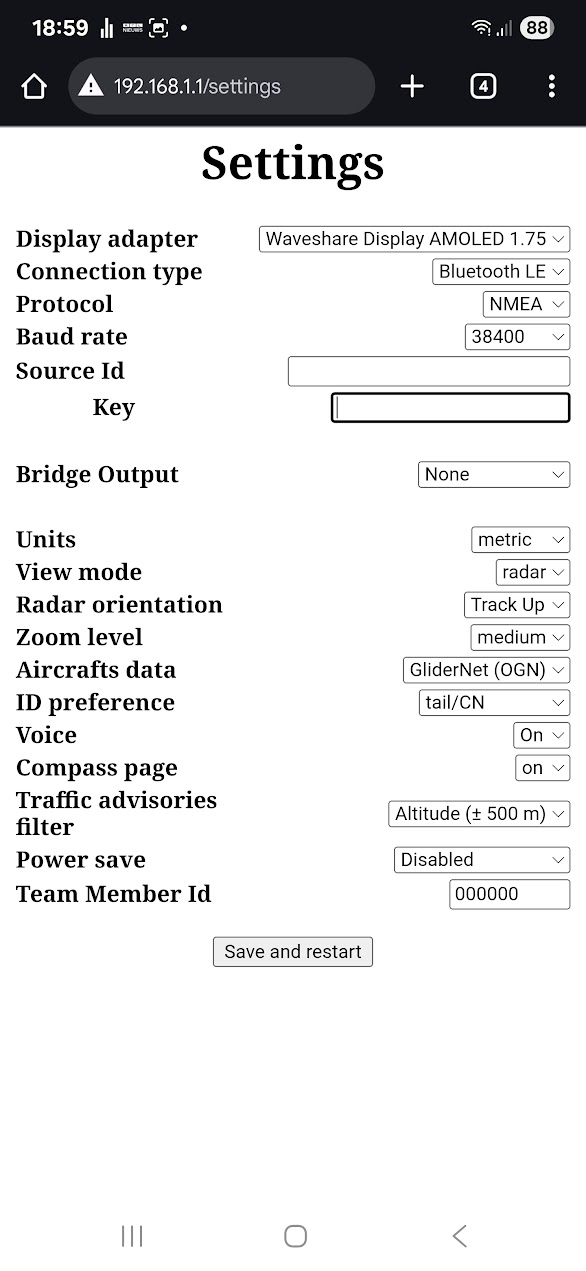 18:59
88
192.168.1.1/settings
4
Settings
Display adapter Waveshare Display AMOLED 1.75
Connection type Bluetooth LE
Protocol NMEA
Baud rate 38400
Source Id
Key
Bridge Output None
Units metric
View mode radar
Radar orientation Track Up
Zoom level medium
Aircrafts data GliderNet (OGN)
ID preference tail/CN
Voice On
Compass page on
Traffic advisories
filter Altitude (± 500 m)
Power save Disabled
Team Member Id 000000
Save and restart